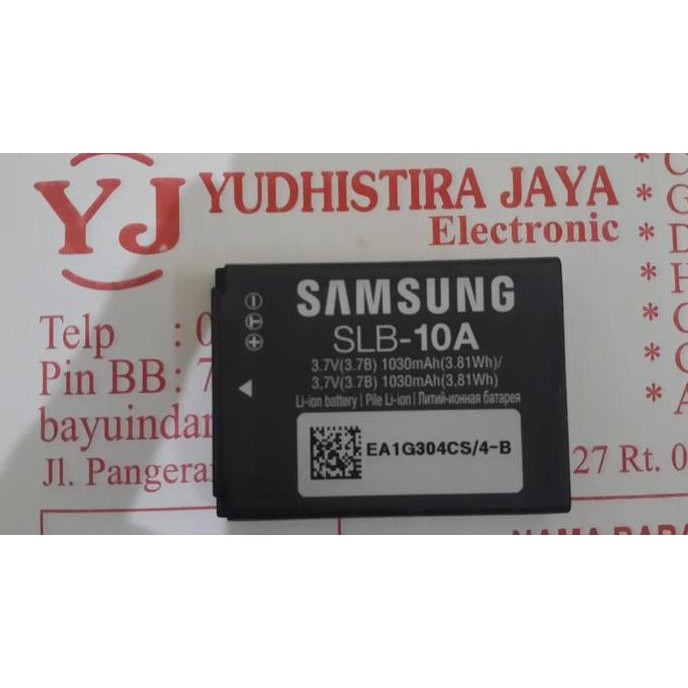 YJ YUDHISTIRA JAYA
Electronic
Telp : 0
Pin BB : 7
bayuindar
Jl. Pangera
27 Rt. 0
SAMSUNG
SLB-10A
3.7V(3.7B) 1030mAh(3.81Wh)/
3.7V(3.7B) 1030mAh(3.81Wh)
Li-ion battery | Pile Li-ion | Литий-ионная батарея
EA1G304CS/4-B